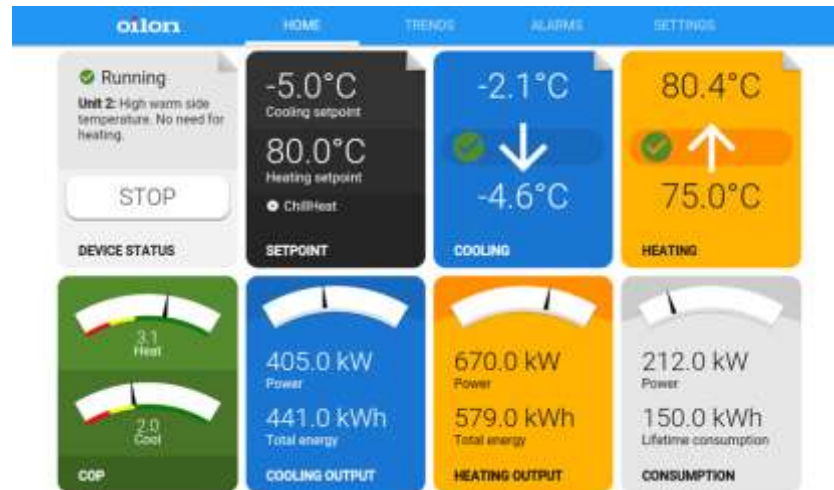 oilon
HOME
TRENDS
ALARMS
SETTINGS
Running
Unit 2: High warm side
temperature. No need for
heating.
STOP
DEVICE STATUS
-5.0°C
Cooling setpoint
80.0°C
Heating setpoint
ChillHeat
SETPOINT
-2.1°C
-4.6°C
COOLING
80.4°C
75.0°C
HEATING
3.1
Heat
2.0
Cool
COP
405.0 kW
Power
441.0 kWh
Total energy
COOLING OUTPUT
670.0 kW
Power
579.0 kWh
Total energy
HEATING OUTPUT
212.0 kW
Power
150.0 kWh
Lifetime consumption
CONSUMPTION